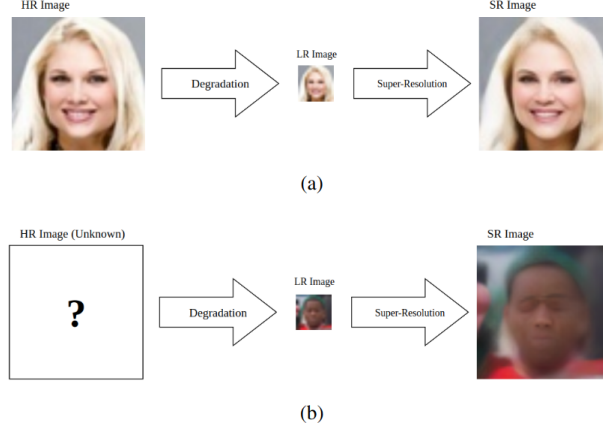 HR Image
LR Image
SR Image
Degradation
Super-Resolution
(a)
HR Image (Unknown)
LR Image
SR Image
?
Degradation
Super-Resolution
(b)